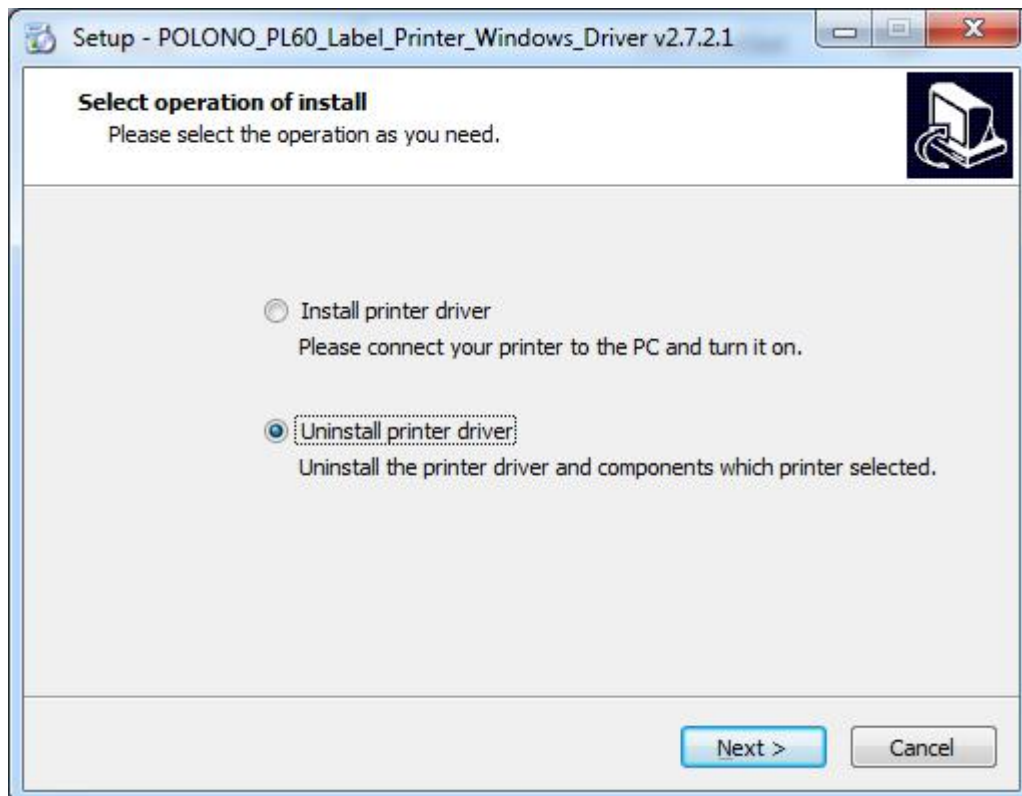 Setup - POLONO_PL60_Label_Printer_Windows_Driver v2.7.2.1
Select operation of install
Please select the operation as you need.
Install printer driver
Please connect your printer to the PC and turn it on.
Uninstall printer driver
Uninstall the printer driver and components which printer selected.
Next >
Cancel